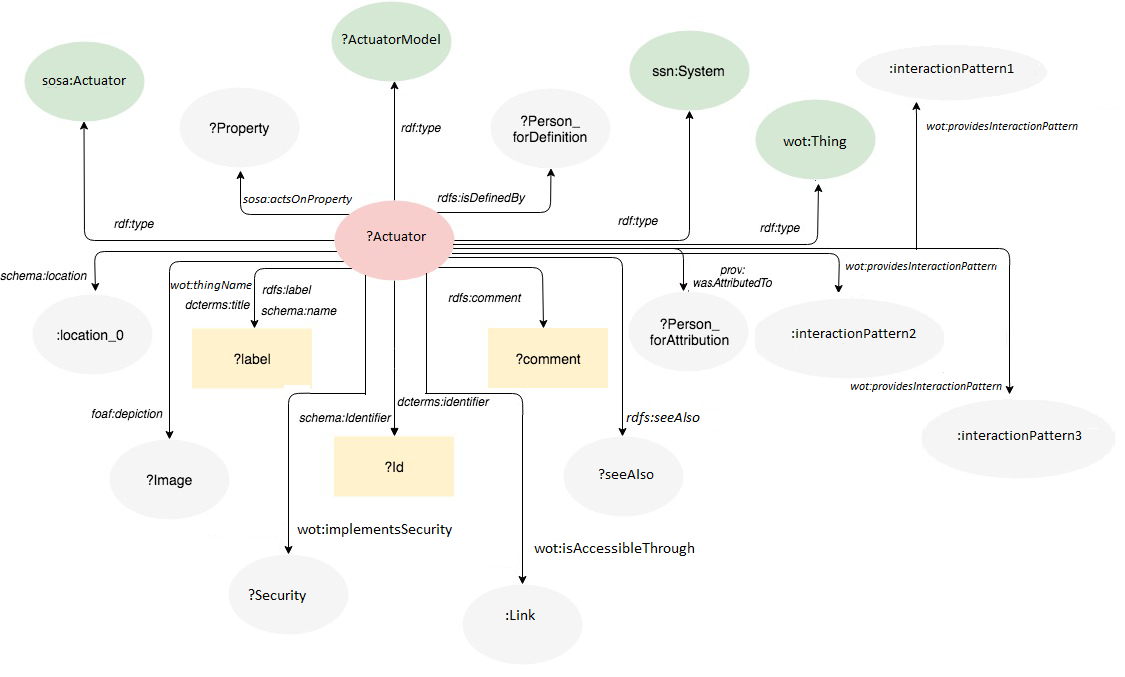 ?ActuatorModel
sosa:Actuator
ssn:System
:interactionPattern1
?Property
rdf:type
?Person_
forDefinition
wot:Thing
wot:providesInteractionPattern
sosa:actsOnProperty
rdfs:isDefinedBy
rdf:type
?Actuator
rdf:type
rdf:type
schema:location
wot:thingName
dcterms:title
rdfs:label
schema:name
rdfs:comment
prov:
wasAttributedTo
wot:providesInteractionPattern
:location_0
?label
?comment
?Person_
forAttribution
:interactionPattern2
foaf:depiction
schema:Identifier
dcterms:identifier
rdfs:seeAlso
wot:providesInteractionPattern
:interactionPattern3
?Image
?Id
?seeAlso
wot:implementsSecurity
wot:isAccessibleThrough
?Security
:Link